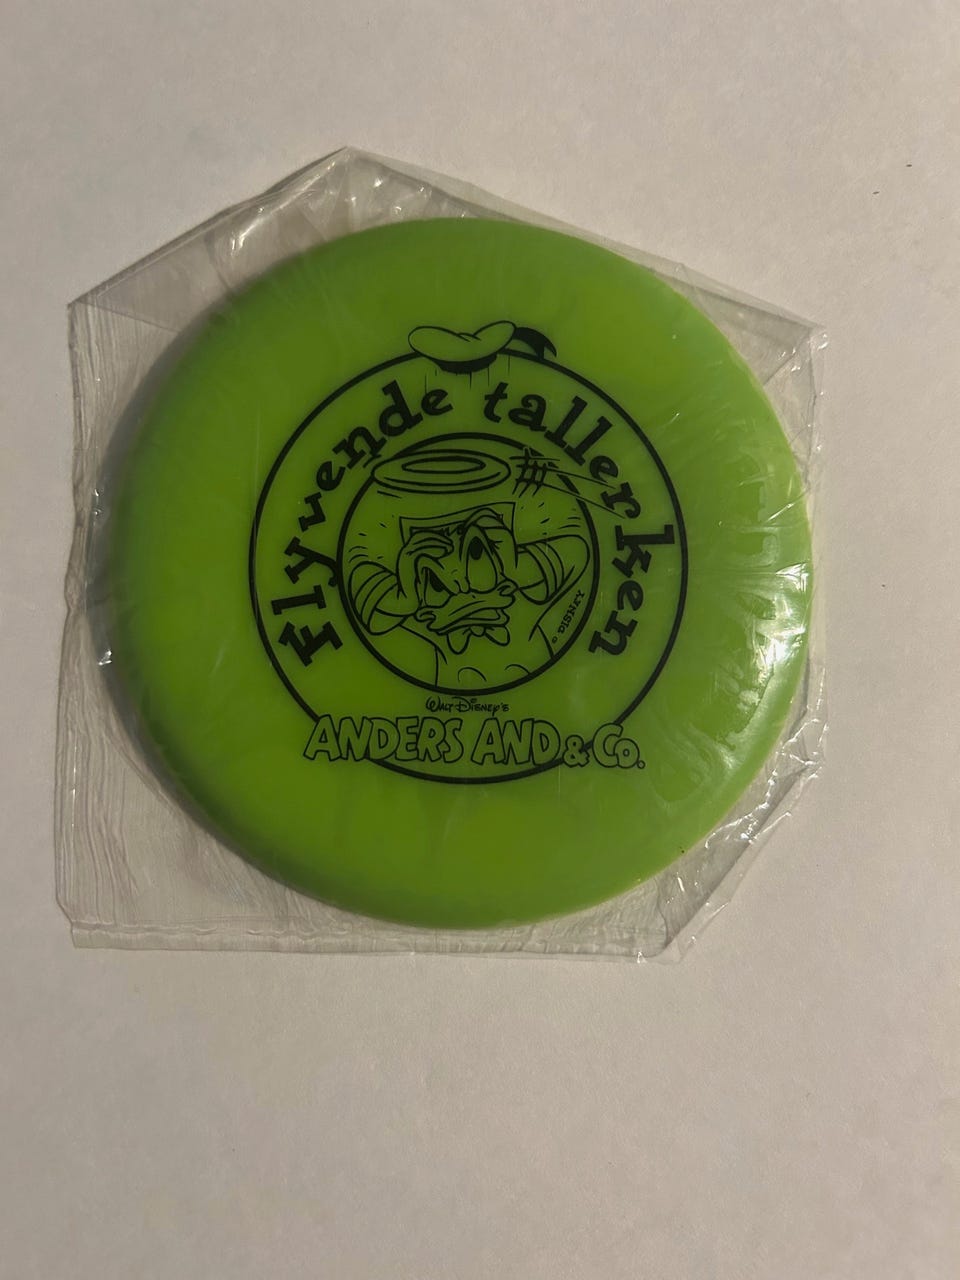 Flyvende tallerken
© DISNEY
WALT DISNEY'S
ANDERS AND & CO.